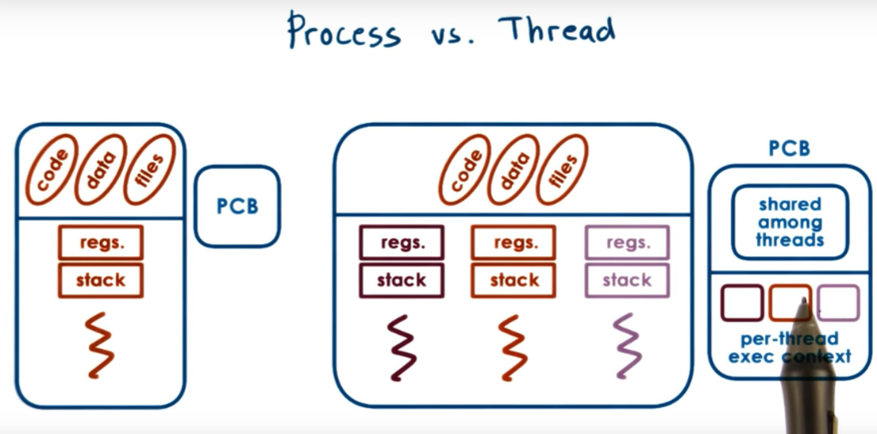 Process vs. Thread
code data files
PCB
regs.
stack
code data files
regs. regs. regs.
stack stack stack
PCB
shared
among
threads
per-thread
exec context